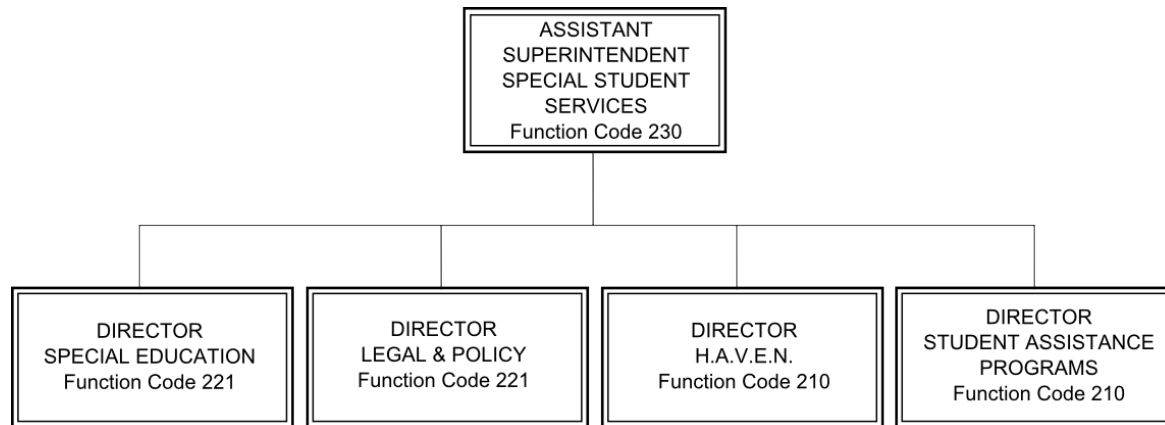 ASSISTANT
SUPERINTENDENT
SPECIAL STUDENT
SERVICES
Function Code 230
DIRECTOR
SPECIAL EDUCATION
Function Code 221
DIRECTOR
LEGAL & POLICY
Function Code 221
DIRECTOR
H.A.V.E.N.
Function Code 210
DIRECTOR
STUDENT ASSISTANCE
PROGRAMS
Function Code 210